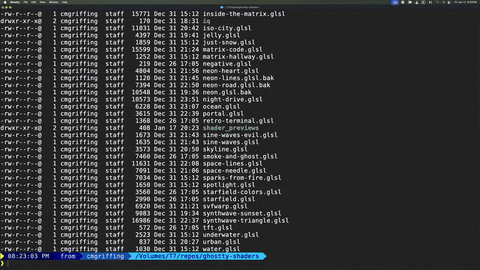 -rw-r--r--@ 1 cmgriffing staff 15771 Dec 31 15:12 inside-the-matrix.glsl
drwxr-xr-x@ 2 cmgriffing staff 170 Dec 31 18:31 iq
-rw-r--r--@ 1 cmgriffing staff 11031 Dec 31 20:42 iso-city.glsl
-rw-r--r--@ 1 cmgriffing staff 4397 Dec 31 19:41 jelly.glsl
-rw-r--r--@ 1 cmgriffing staff 1859 Dec 31 15:12 just-snow.glsl
-rw-r--r--@ 1 cmgriffing staff 15599 Dec 31 21:24 matrix-code.glsl
-rw-r--r--@ 1 cmgriffing staff 1252 Dec 31 15:12 matrix-hallway.glsl
-rw-r--r--@ 1 cmgriffing staff 219 Dec 26 17:05 negative.glsl
-rw-r--r--@ 1 cmgriffing staff 4804 Dec 31 21:56 neon-heart.glsl
-rw-r--r--@ 1 cmgriffing staff 1120 Dec 31 21:45 neon-lines.glsl.bak
-rw-r--r--@ 1 cmgriffing staff 7394 Dec 31 22:50 neon-road.glsl.bak
-rw-r--r--@ 1 cmgriffing staff 10548 Dec 31 19:36 neon.glsl.bak
-rw-r--r--@ 1 cmgriffing staff 10573 Dec 31 23:51 night-drive.glsl
-rw-r--r--@ 1 cmgriffing staff 6228 Dec 31 23:07 ocean.glsl
-rw-r--r--@ 1 cmgriffing staff 3615 Dec 31 22:39 portal.glsl
-rw-r--r--@ 1 cmgriffing staff 1368 Dec 26 17:05 retro-terminal.glsl
drwxr-xr-x@ 2 cmgriffing staff 408 Jan 17 20:23 shader_previews
-rw-r--r--@ 1 cmgriffing staff 1673 Dec 31 21:44 sine-waves-evil.glsl
-rw-r--r--@ 1 cmgriffing staff 1635 Dec 31 21:43 sine-waves.glsl
-rw-r--r--@ 1 cmgriffing staff 3573 Dec 31 20:50 skyline.glsl
-rw-r--r--@ 1 cmgriffing staff 7460 Dec 26 17:05 smoke-and-ghost.glsl
-rw-r--r--@ 1 cmgriffing staff 11631 Dec 31 22:08 space-lines.glsl
-rw-r--r--@ 1 cmgriffing staff 7091 Dec 31 21:06 space-needle.glsl
-rw-r--r--@ 1 cmgriffing staff 7034 Dec 31 15:12 sparks-from-fire.glsl
-rw-r--r--@ 1 cmgriffing staff 1650 Dec 31 15:12 spotlight.glsl
-rw-r--r--@ 1 cmgriffing staff 3560 Dec 26 17:05 starfield-colors.glsl
-rw-r--r--@ 1 cmgriffing staff 2990 Dec 26 17:05 starfield.glsl
-rw-r--r--@ 1 cmgriffing staff 6920 Dec 31 21:21 svfwarp.glsl
-rw-r--r--@ 1 cmgriffing staff 9083 Dec 31 19:34 synthwave-sunset.glsl
-rw-r--r--@ 1 cmgriffing staff 16986 Dec 31 22:37 synthwave-triangle.glsl
-rw-r--r--@ 1 cmgriffing staff 572 Dec 26 17:05 tft.glsl
-rw-r--r--@ 1 cmgriffing staff 2523 Dec 31 15:12 underwater.glsl
-rw-r--r--@ 1 cmgriffing staff 837 Dec 31 20:27 urban.glsl
-rw-r--r--@ 1 cmgriffing staff 1030 Dec 31 15:12 water.glsl
08:23:03 PM from cmgriffing /Volumes/T7/repos/ghostty-shaders